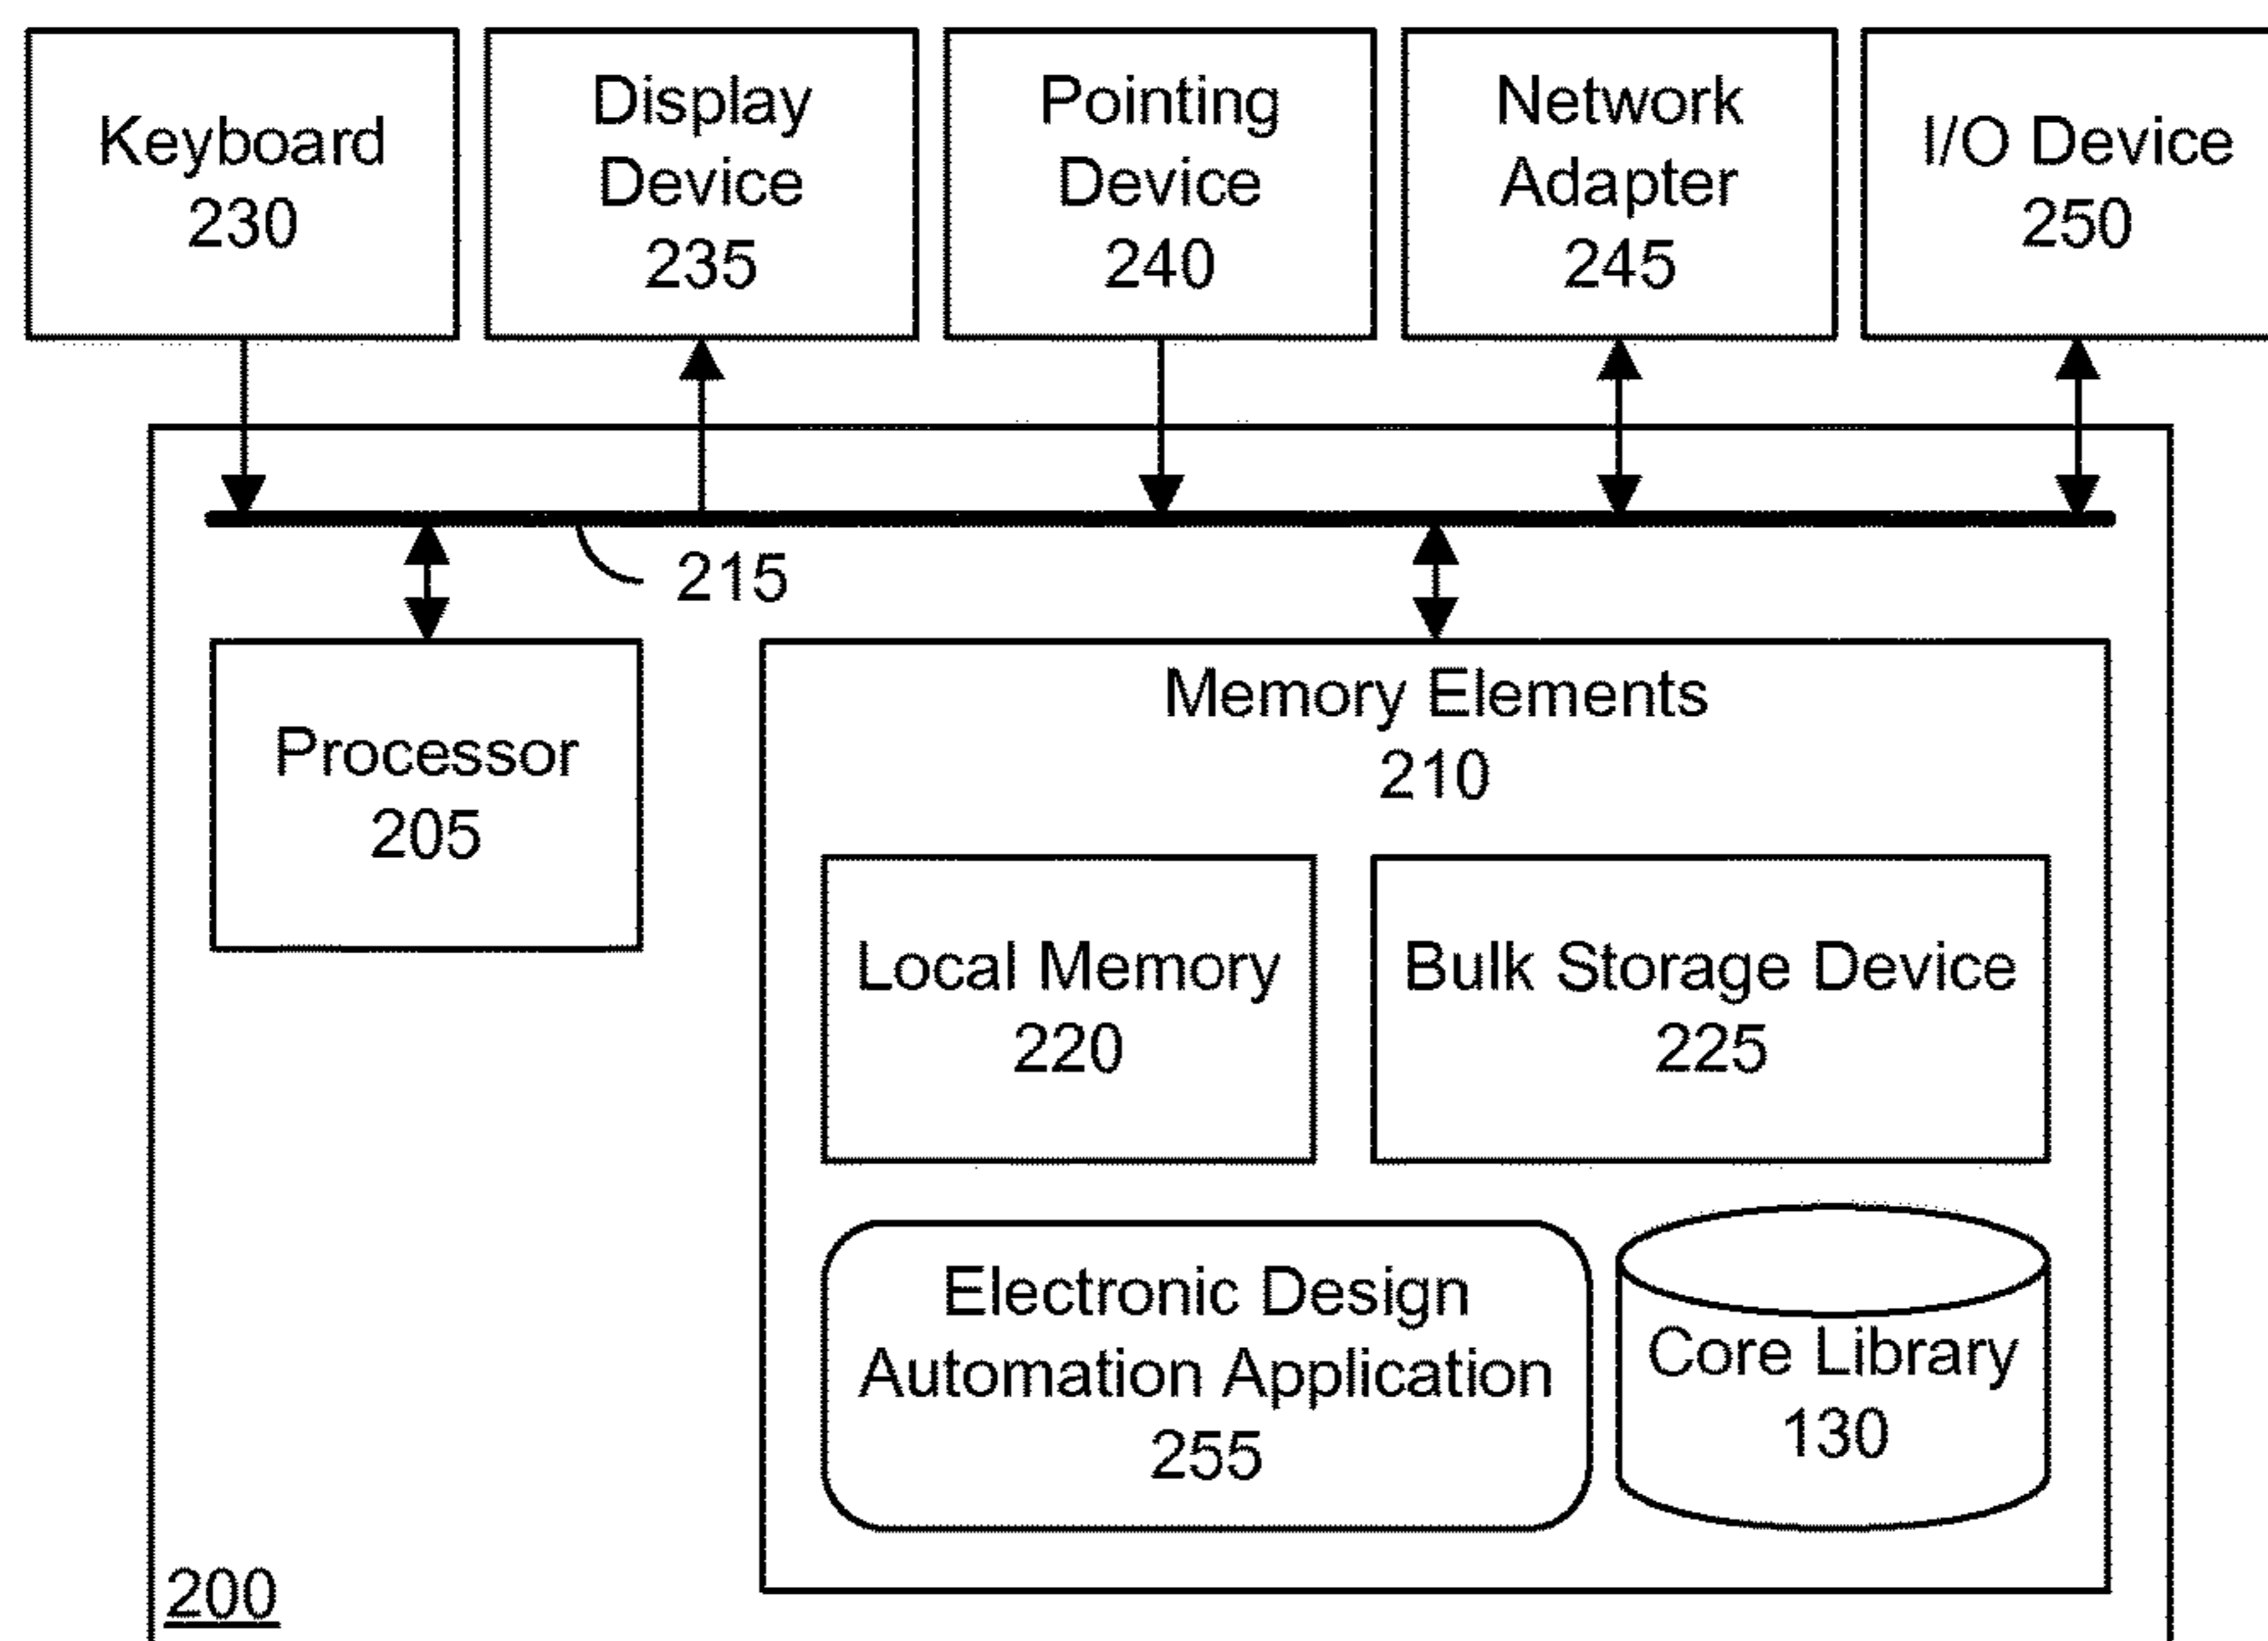 Keyboard
230
Display
Device
235
Pointing
Device
240
Network
Adapter
245
I/O Device
250
215
Processor
205
Memory Elements
210
Local Memory
220
Bulk Storage Device
225
Electronic Design
Automation Application
255
Core Library
130
200